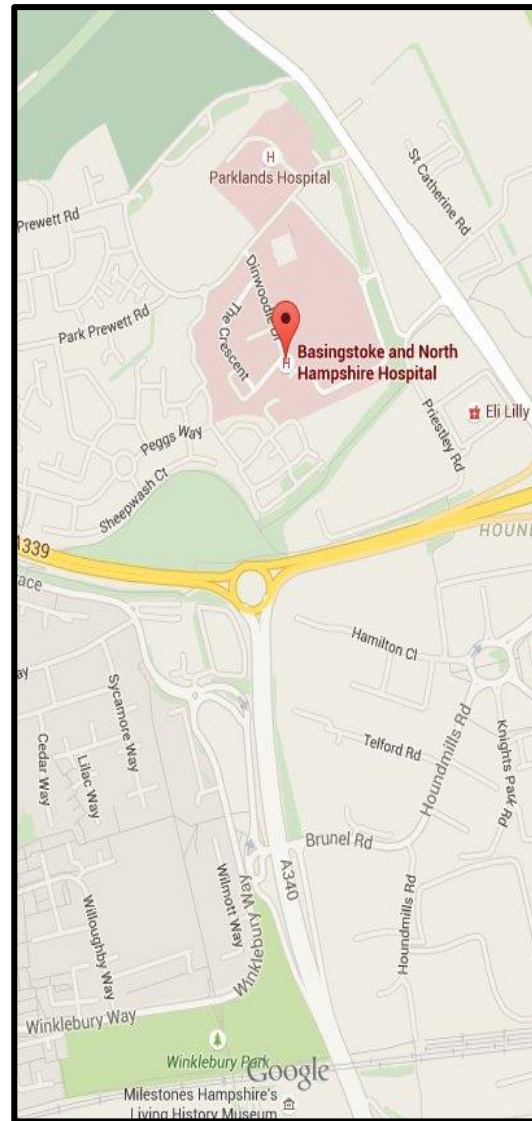 H
Parklands Hospital
St Catherine Rd
Prewett Rd
Dinwoodie Dr
The Crescent
Park Prewett Rd
H
Basingstoke and North
Hampshire Hospital
Eli Lilly
Priestley Rd
Peggs Way
Sheepwash Ct
HOUN
A339
ace
Hamilton Cl
ay
Sycamore Way
Cedar Way
Lilac Way
Telford Rd
Houndmills Rd
Knights Park Rd
Brunel Rd
A340
Wilmott Way
Winklebury Way
Willoughby Way
Houndmills Rd
Winklebury Way
Winklebury Park
Google
Milestones Hampshire's
Living History Museum